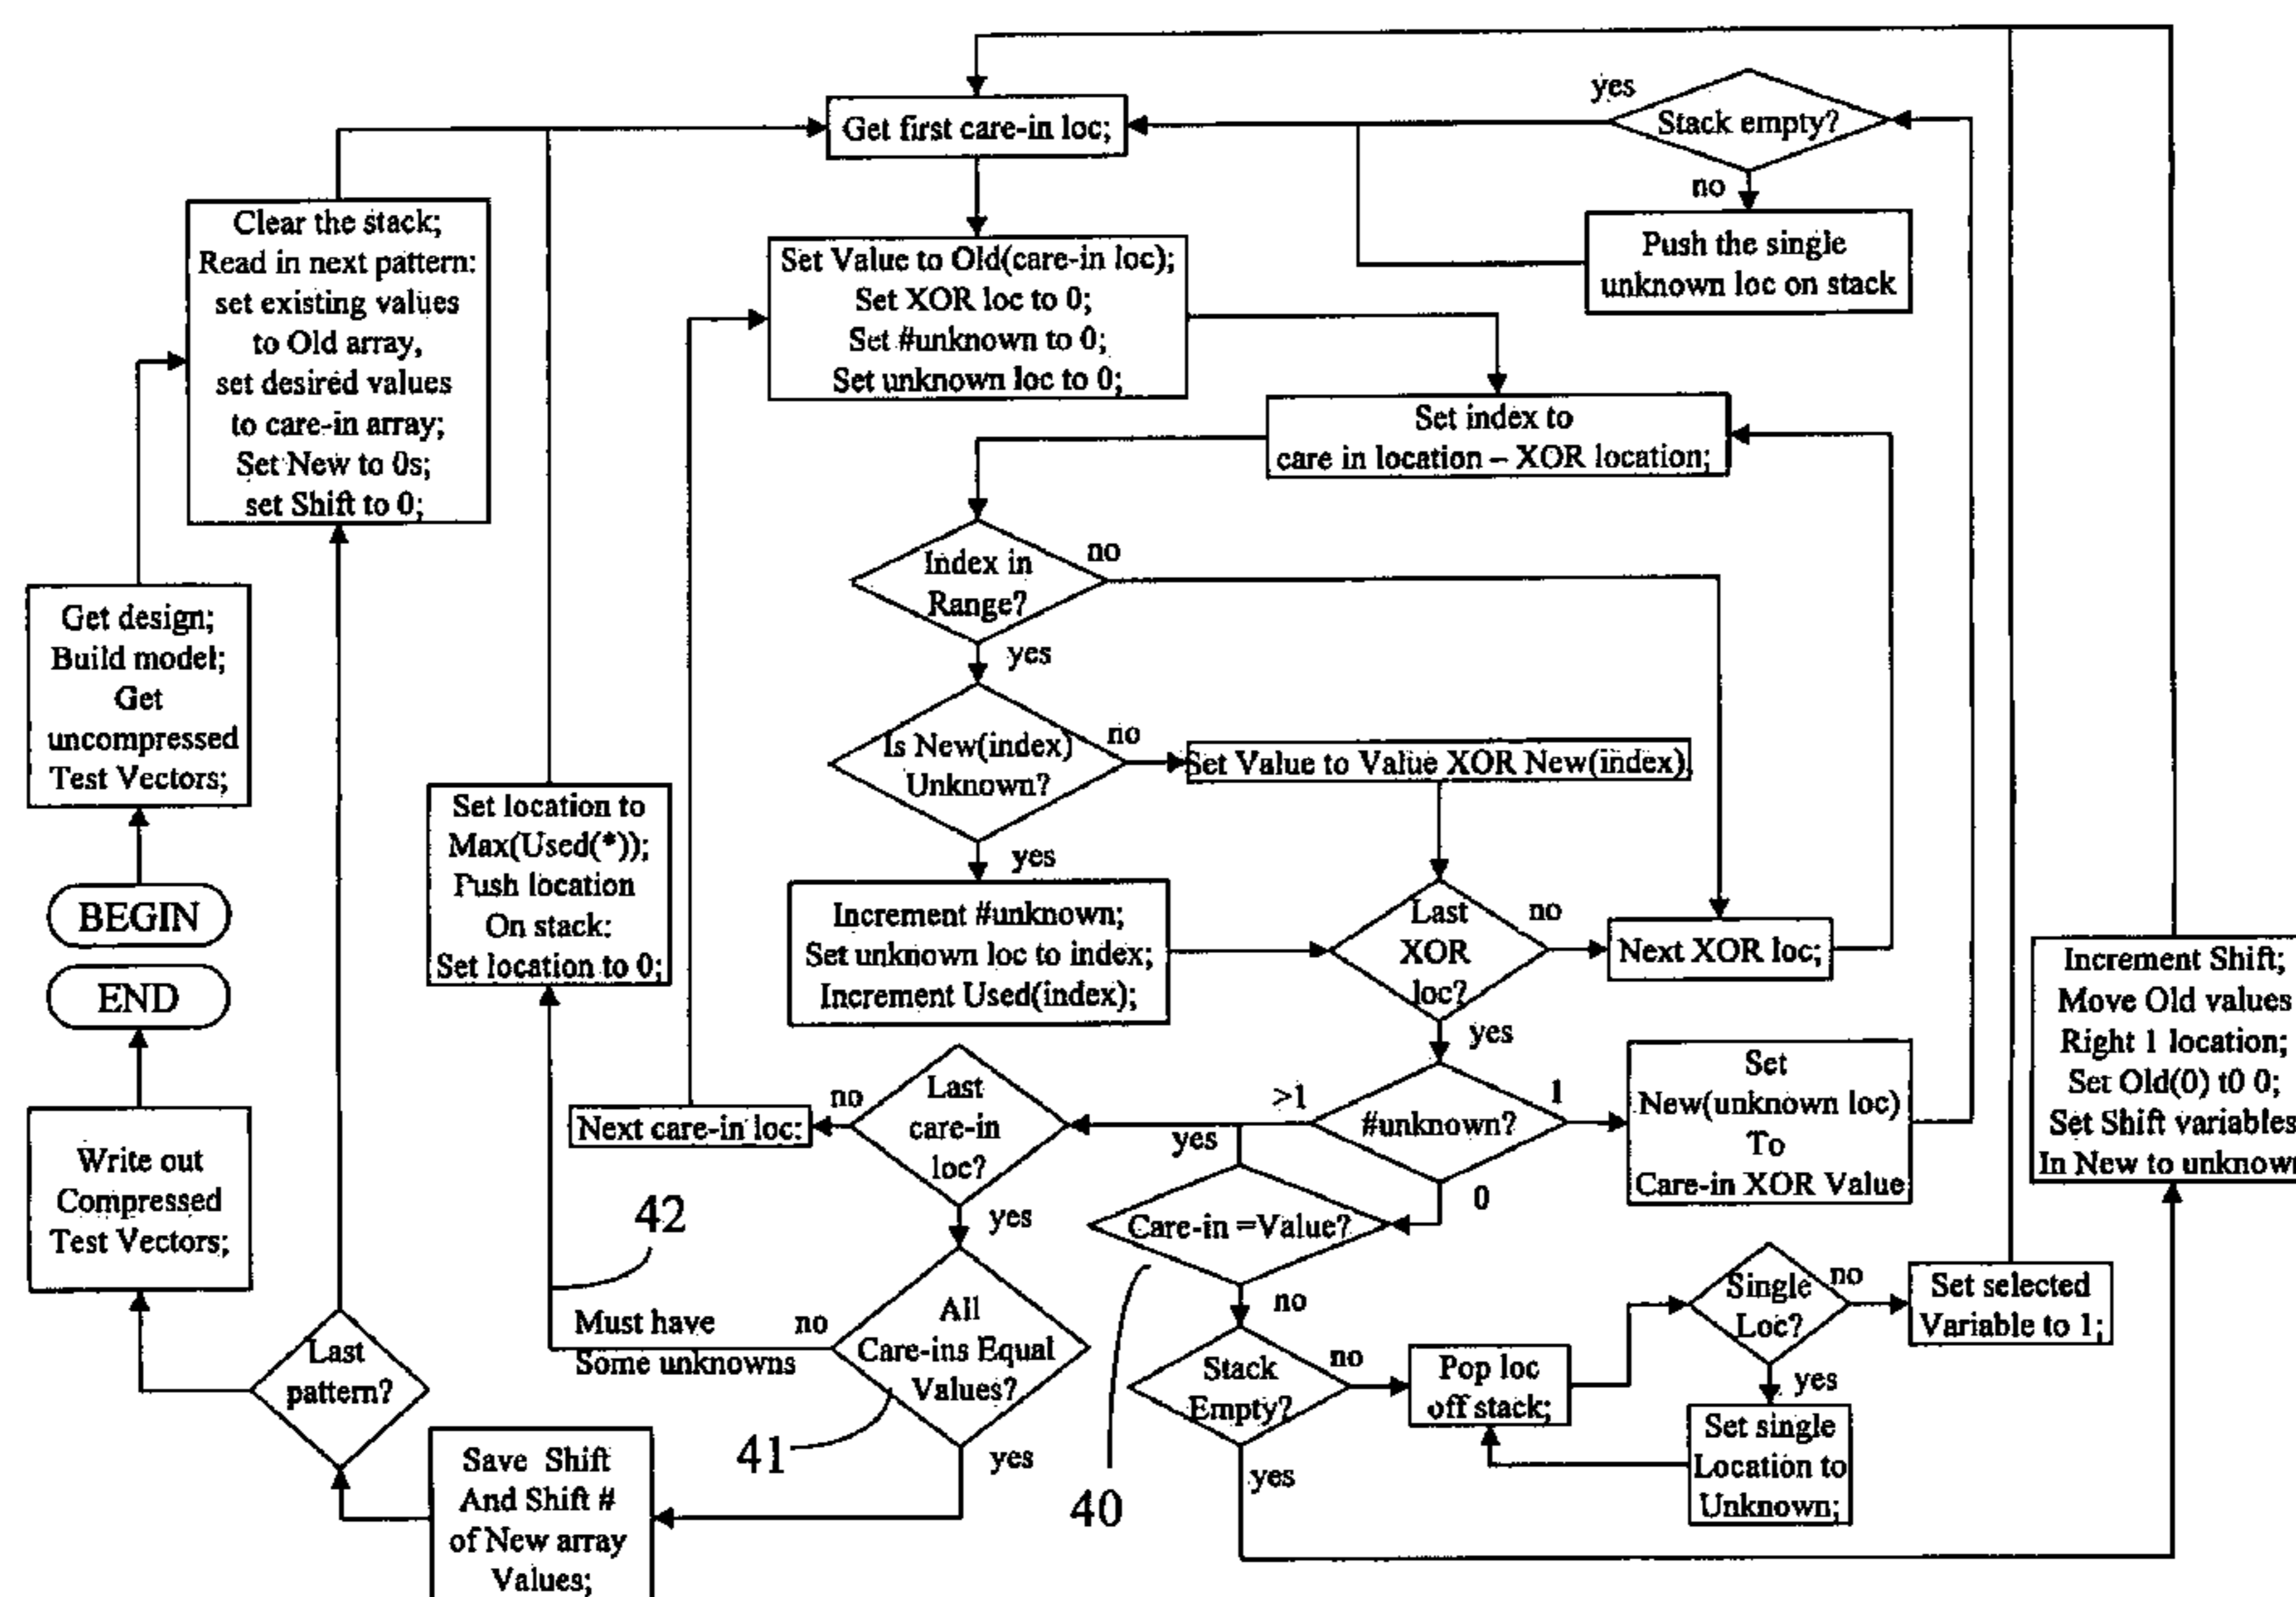 yes
Get first care-in loc;
Stack empty?
no
Push the single
unknown loc on stack
Clear the stack;
Read in next pattern:
set existing values
to Old array,
set desired values
to care-in array;
Set New to 0s;
set Shift to 0;
Set Value to Old(care-in loc);
Set XOR loc to 0;
Set #unknown to 0;
Set unknown loc to 0;
Set index to
care in location – XOR location;
Index in
Range?
no
yes
Get design;
Build model;
Get
uncompressed
Test Vectors;
Is New(index)
Unknown?
no
Set Value to Value XOR New(index),
yes
Set location to
Max(Used(*));
Push location
On stack:
Set location to 0;
BEGIN
END
Increment #unknown;
Set unknown loc to index;
Increment Used(index);
Last
XOR
loc?
no
Next XOR loc;
yes
Increment Shift;
Move Old values
Right 1 location;
Set Old(0) t0 0;
Set Shift variables
In New to
Write out
Compressed
Test Vectors;
Next care-in loc:
no
Last
care-in
loc?
yes
>1
#unknown?
1
0
Set
New(unknown loc)
To
Care-in XOR Value
yes
Care-in =Value?
no
42
Must have
Some unknowns
no
All
Care-ins Equal
Values?
yes
41
40
Stack
Empty?
no
yes
Pop loc
off stack;
Single
Loc?
no
yes
Set selected
Variable to 1;
Set single
Location to
Unknown;
Last
pattern?
Save Shift
And Shift #
of New array
Values;